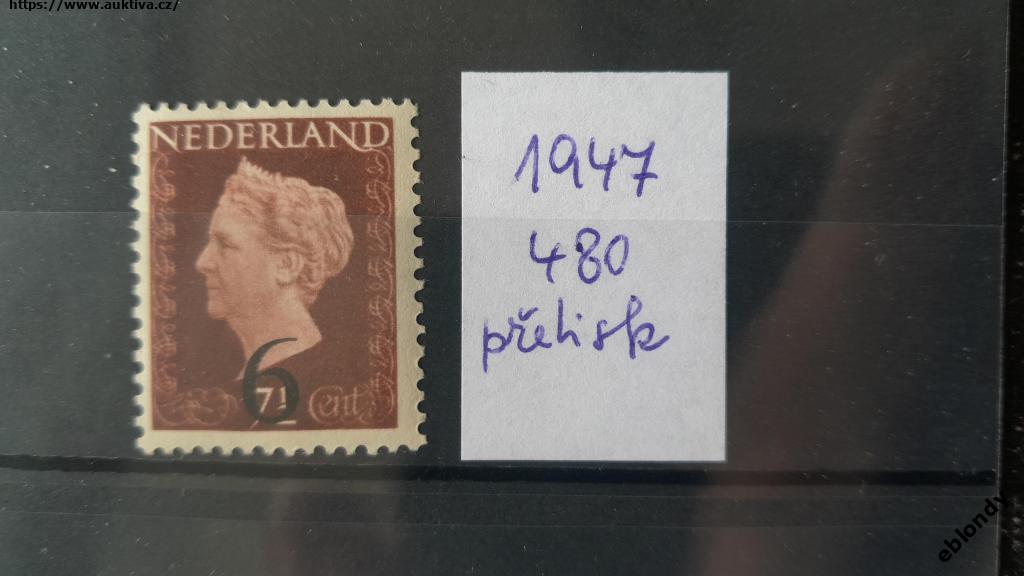 https://www.auktiva.cz/
NEDERLAND
6
7½ Cent
1947
480
přetisk
eblondy